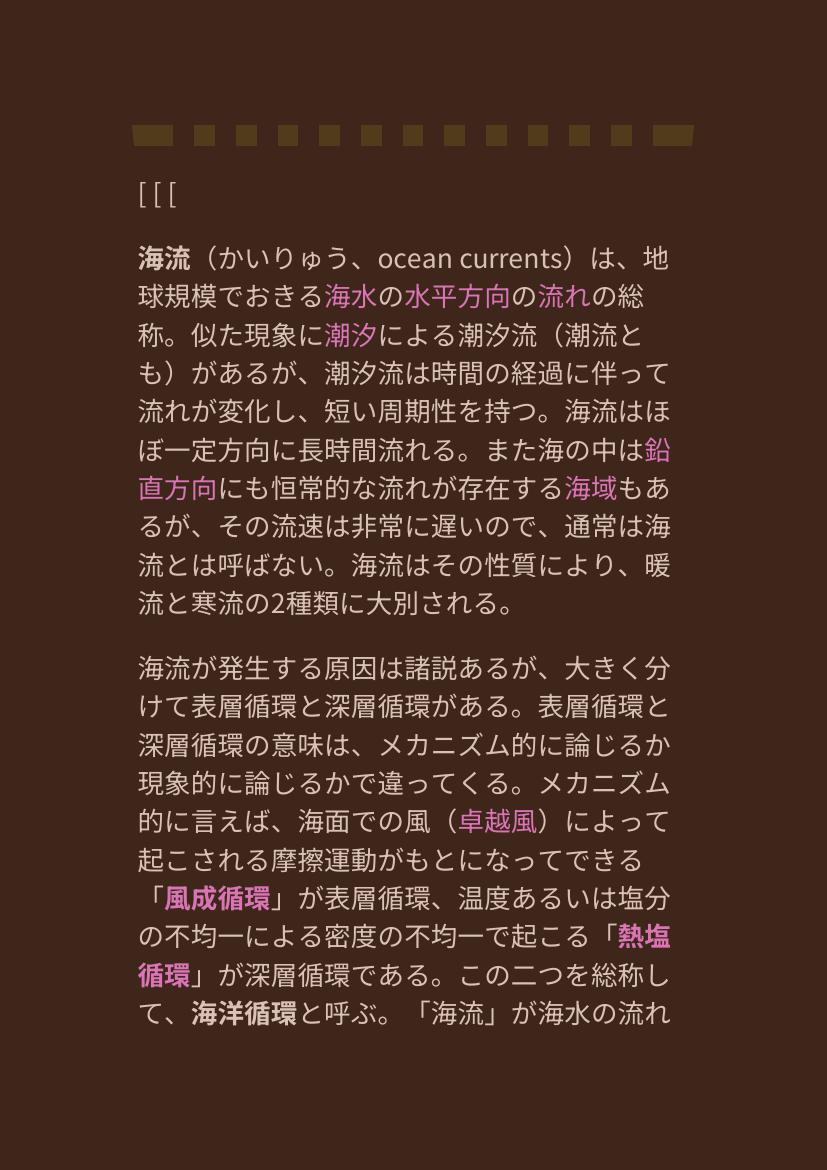 [ [ [
海流（かいりゅう、ocean currents）は、地
球規模でおきる海水の水平方向の流れの総
称。似た現象に潮汐による潮汐流（潮流と
も）があるが、潮汐流は時間の経過に伴って
流れが変化し、短い周期性を持つ。海流はほ
ぼ一定方向に長時間流れる。また海の中は鉛
直方向にも恒常的な流れが存在する海域もあ
るが、その流速は非常に遅いので、通常は海
流とは呼ばない。海流はその性質により、暖
流と寒流の2種類に大別される。
海流が発生する原因は諸説あるが、大きく分
けて表層循環と深層循環がある。表層循環と
深層循環の意味は、メカニズム的に論じるか
現象的に論じるかで違ってくる。メカニズム
的に言えば、海面での風（卓越風）によって
起こされる摩擦運動がもとになってできる
「風成循環」が表層循環、温度あるいは塩分
の不均一による密度の不均一で起こる「熱塩
循環」が深層循環である。この二つを総称し
て、海洋循環と呼ぶ。「海流」が海水の流れ